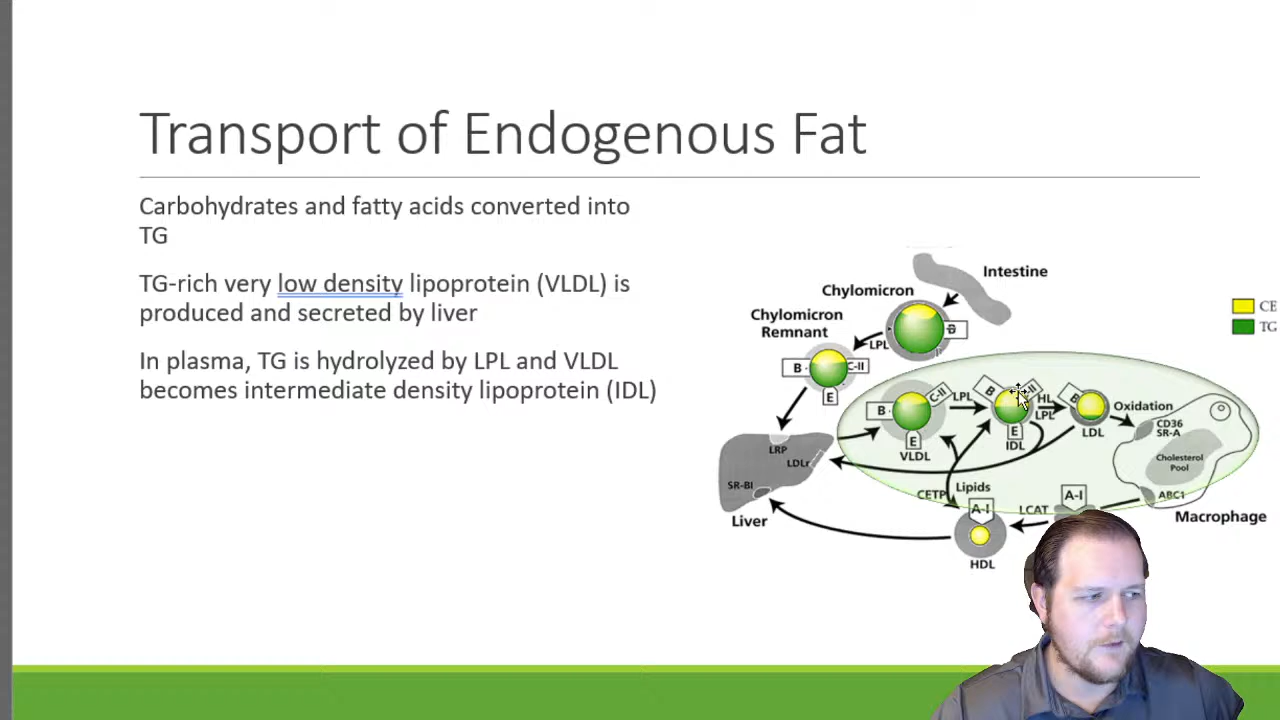 Transport of Endogenous Fat
Carbohydrates and fatty acids converted into
TG
TG-rich very low density lipoprotein (VLDL) is
produced and secreted by liver
In plasma, TG is hydrolyzed by LPL and VLDL
becomes intermediate density lipoprotein (IDL)
Intestine
Chylomicron
CE
TG
Chylomicron
Remnant
B
LPL
B
C-II
E
B
C-II
LPL
B
HL
LPL
B
Oxidation
E
VLDL
E
IDL
LDL
CD36
SR-A
Cholesterol
Pool
ABC1
Macrophage
LRP
LDLr
SR-BI
Liver
CETP
Lipids
A-I
LCAT
A-I
HDL